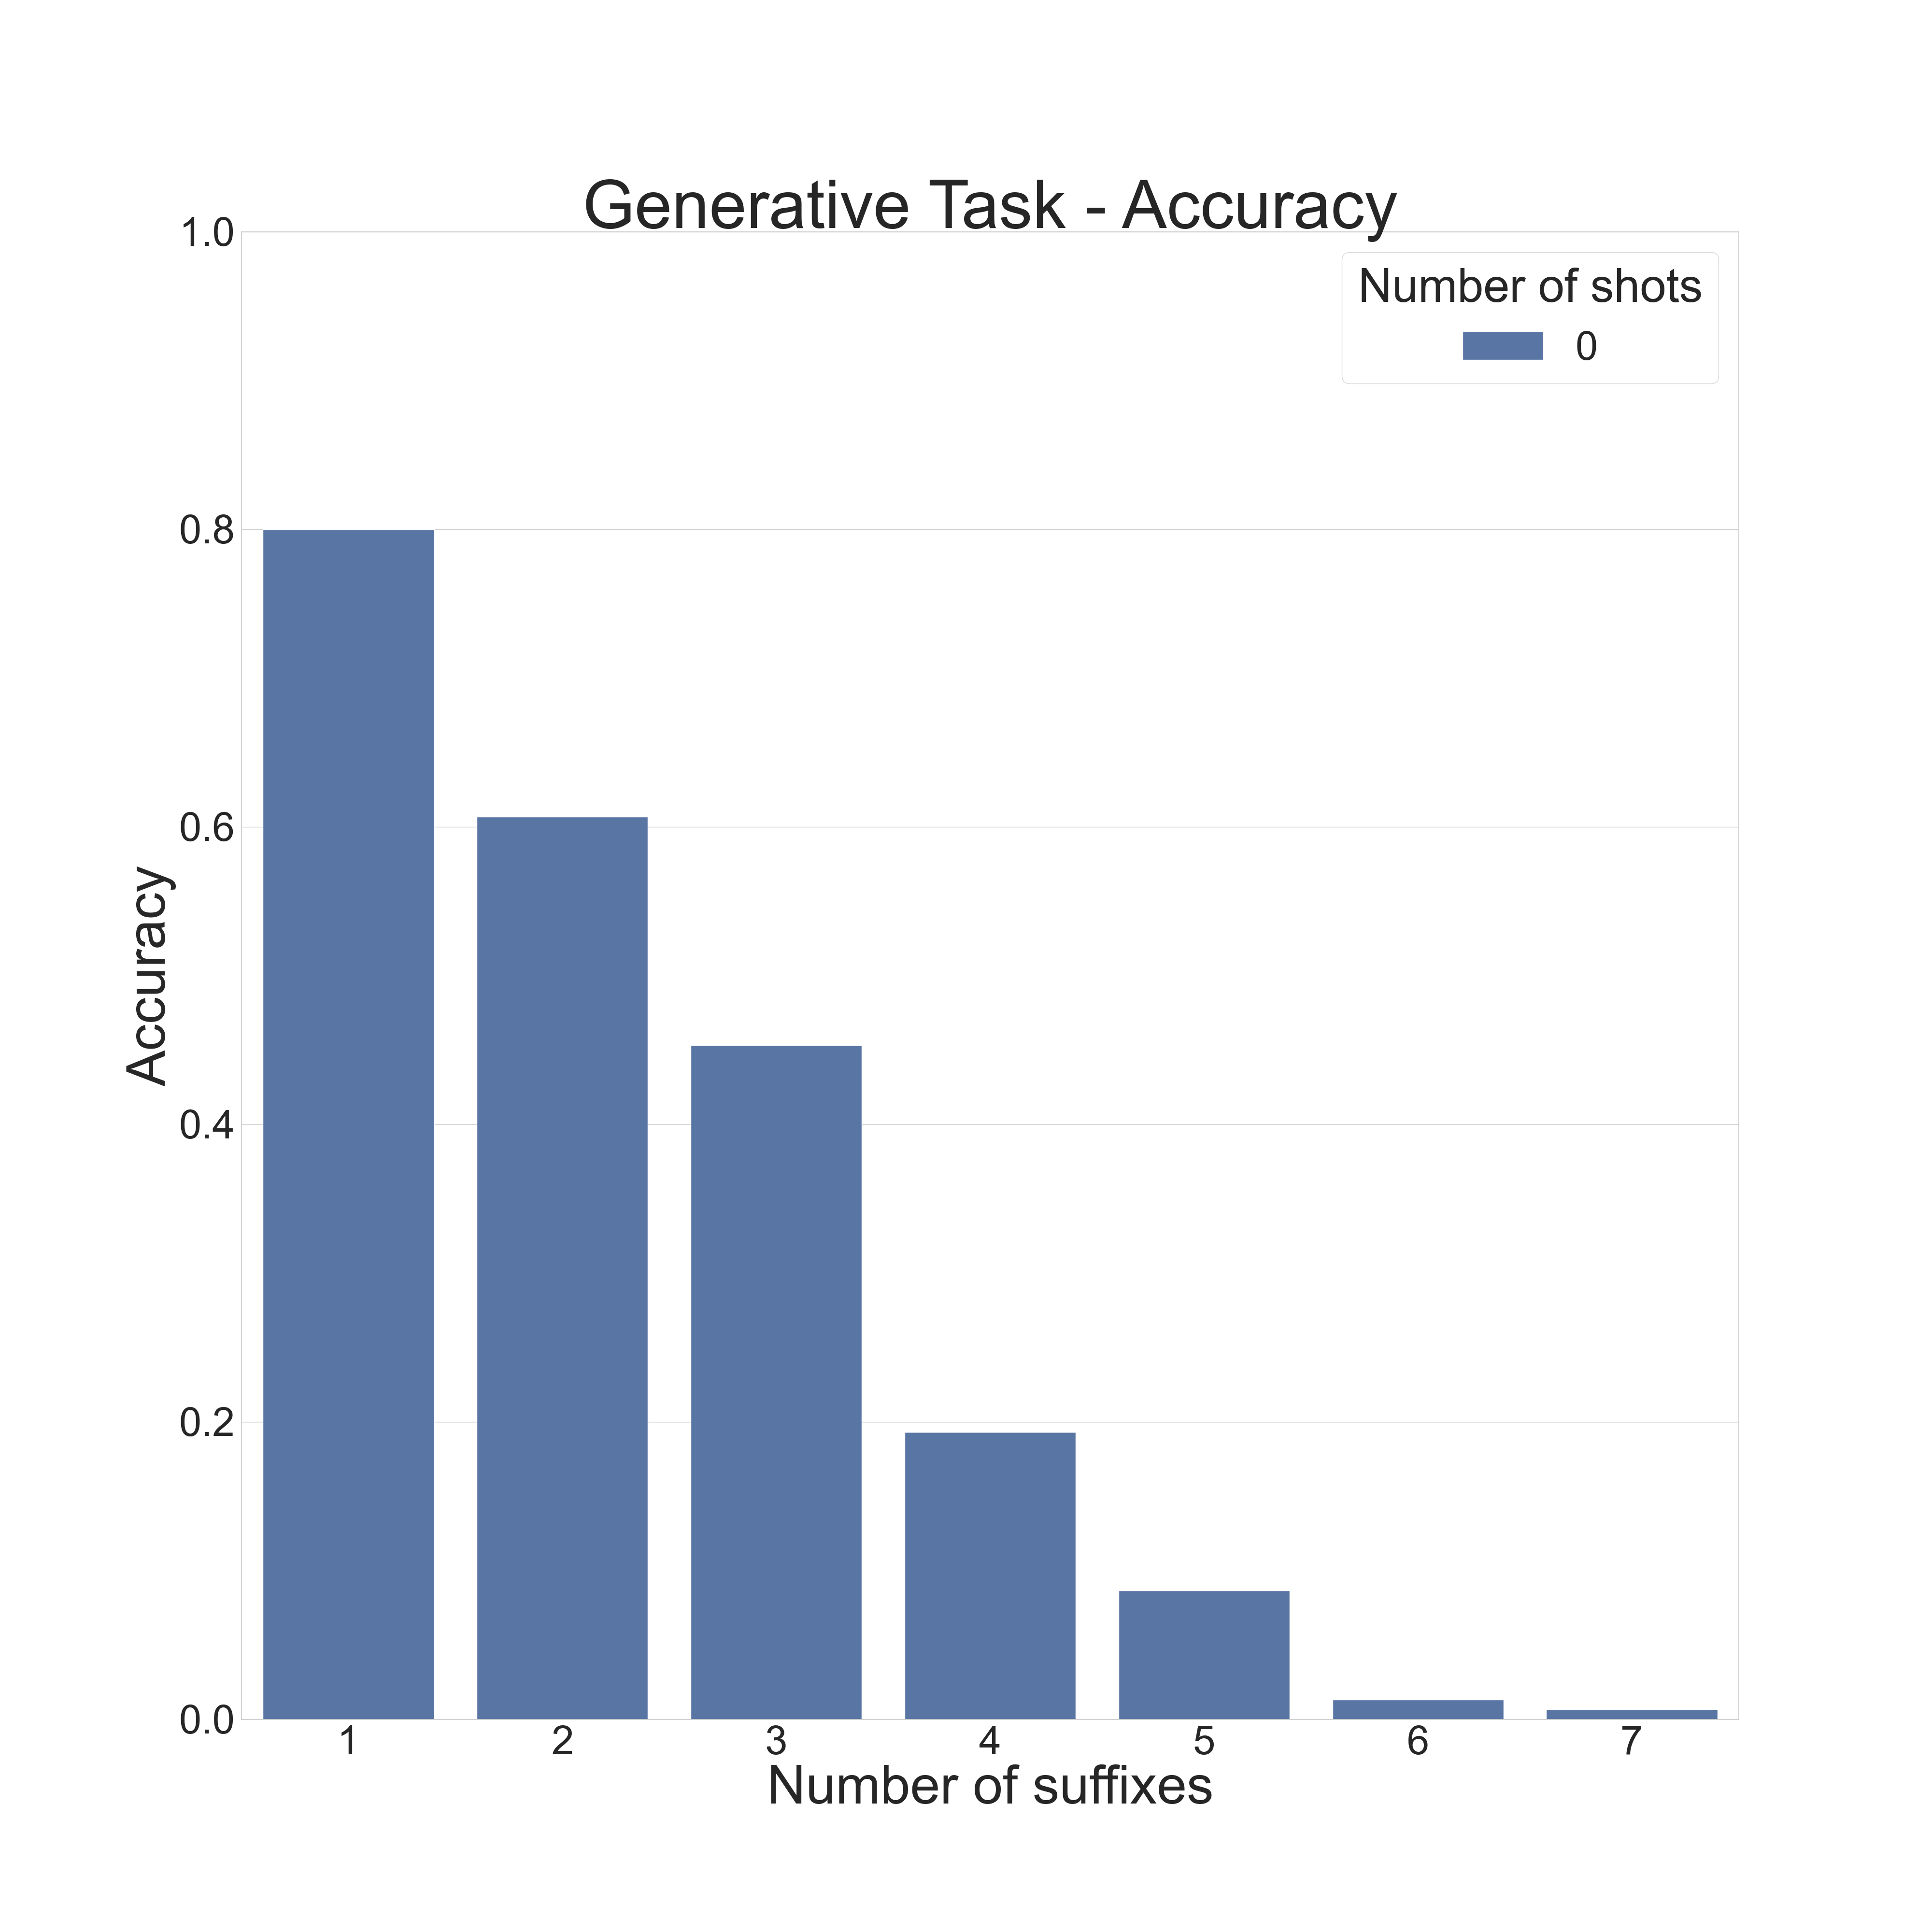 Generative Task - Accuracy
Number of shots
0
1.0
0.8
0.6
0.4
0.2
0.0
Accuracy
1 2 3 4 5 6 7
Number of suffixes